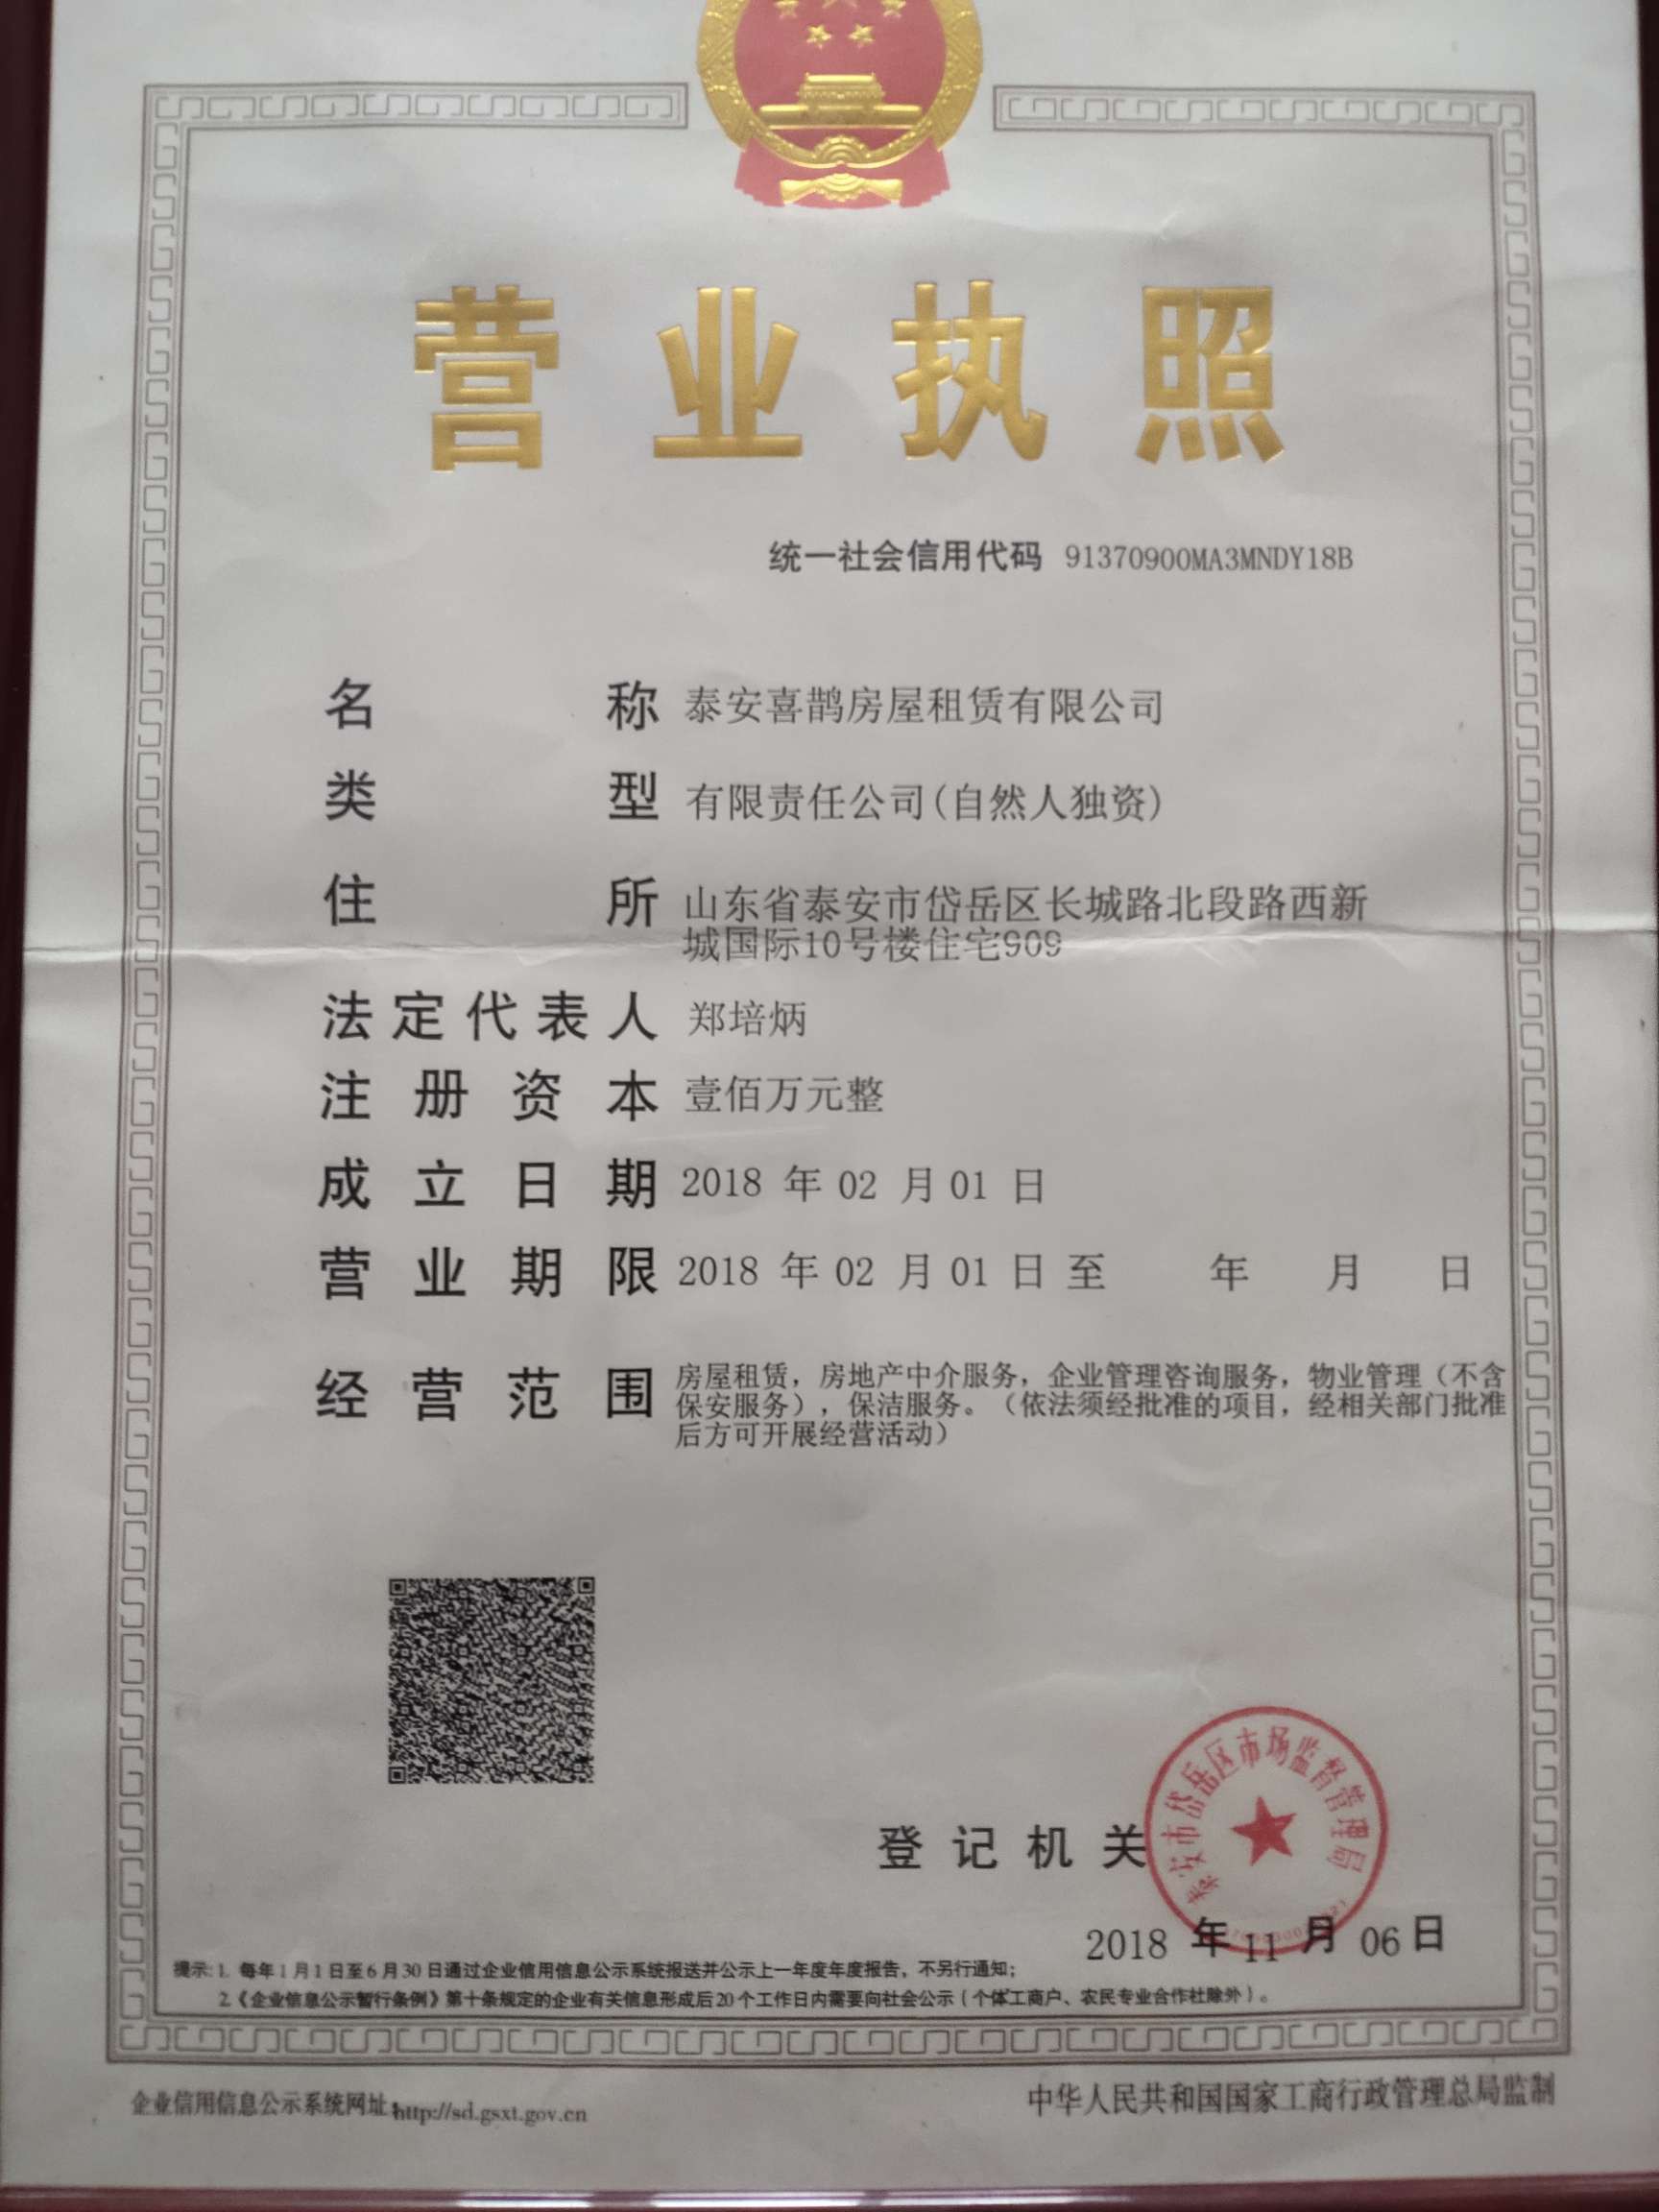 营业执照
统一社会信用代码 91370900MA3MNDY18B
名称 泰安喜鹊房屋租赁有限公司
类型 有限责任公司(自然人独资)
住所 山东省泰安市岱岳区长城路北段路西新
城国际10号楼住宅909
法定代表人 郑培炳
注册资本 壹佰万元整
成立日期 2018 年 02 月 01 日
营业期限 2018 年 02 月 01 日 至 年 月 日
经营范围 房屋租赁，房地产中介服务，企业管理咨询服务，物业管理（不含
保安服务），保洁服务。（依法须经批准的项目，经相关部门批准
后方可开展经营活动）
泰安市岱岳区市场监督管理局
登记机关
2018 年 11 月 06 日
提示: 1. 每年1月1日至6月30日通过企业信用信息公示系统报送并公示上一年度年度报告，不另行通知；
2.《企业信息公示暂行条例》第十条规定的企业有关信息形成后20个工作日内需要向社会公示（个体工商户、农民专业合作社除外）。
企业信用信息公示系统网址:http://sd.gsxt.gov.cn
中华人民共和国国家工商行政管理总局监制